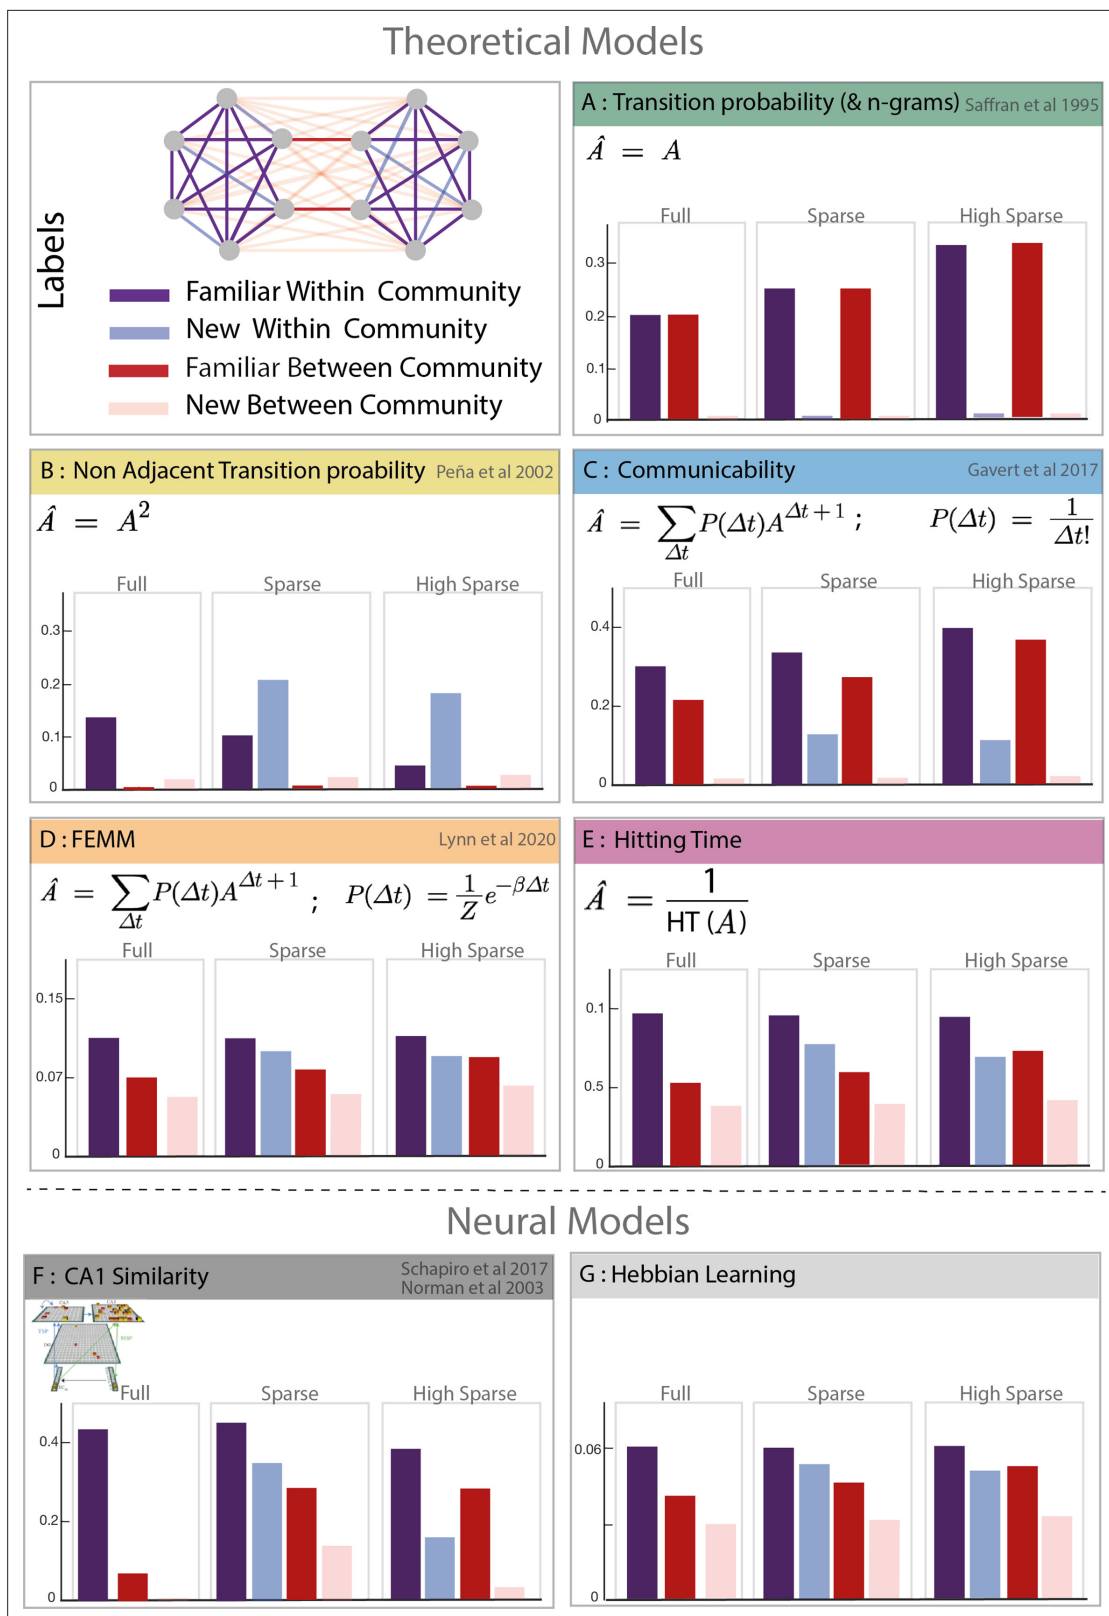 Theoretical Models
Labels
Familiar Within Community
New Within Community
Familiar Between Community
New Between Community
A : Transition probability (& n-grams) Saffran et al 1995
Â = A
Full Sparse High Sparse
0.3
0.2
0.1
0
B : Non Adjacent Transition proability Peña et al 2002
Â = A²
Full Sparse High Sparse
0.3
0.2
0.1
0
C : Communicability Gavert et al 2017
Â = ∑ P(Δt)A^{Δt+1} ; P(Δt) = 1/Δt!
Δt
Full Sparse High Sparse
0.4
0.2
0
D : FEMM Lynn et al 2020
Â = ∑ P(Δt)A^{Δt+1} ; P(Δt) = 1/Z e^{-βΔt}
Δt
Full Sparse High Sparse
0.15
0.07
0
E : Hitting Time
Â = 1/HT (A)
Full Sparse High Sparse
0.1
0.5
0
Neural Models
F : CA1 Similarity Schapiro et al 2017
Norman et al 2003
Full Sparse High Sparse
0.4
0.2
0
G : Hebbian Learning
Full Sparse High Sparse
0.06
0